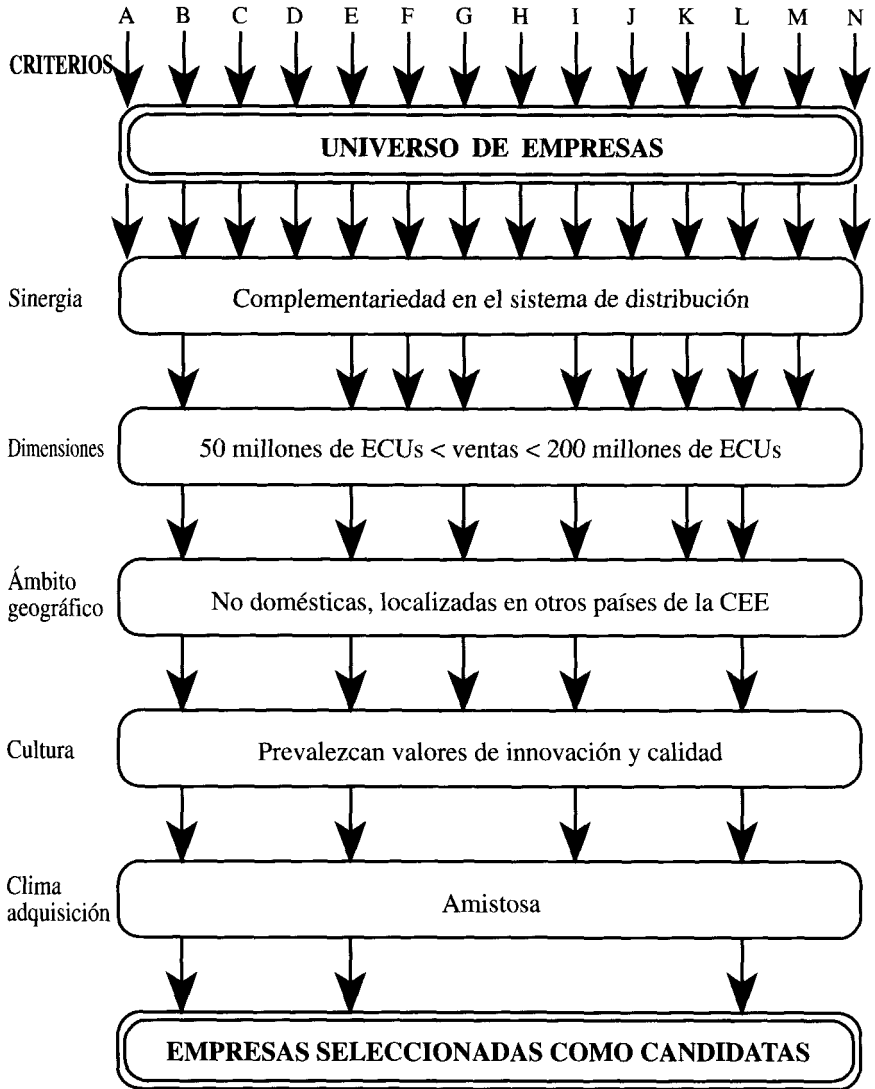 A B C D E F G H I J K L M N
CRITERIOS
UNIVERSO DE EMPRESAS
Sinergia
Complementariedad en el sistema de distribución
Dimensiones
50 millones de ECUs < ventas < 200 millones de ECUs
Ámbito
geográfico
No domésticas, localizadas en otros países de la CEE
Cultura
Prevalezcan valores de innovación y calidad
Clima
adquisición
Amistosa
EMPRESAS SELECCIONADAS COMO CANDIDATAS